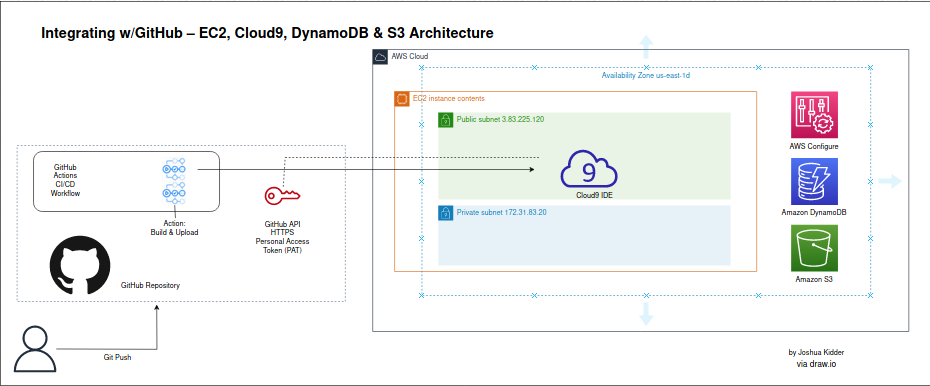 Integrating w/GitHub – EC2, Cloud9, DynamoDB & S3 Architecture
AWS Cloud
Availability Zone us-east-1d
EC2 instance contents
Public subnet 3.83.225.120
AWS Configure
GitHub
Actions
CI/CD
Workflow
9
Cloud9 IDE
Amazon DynamoDB
Private subnet 172.31.83.20
Action:
Build & Upload
GitHub API
HTTPS
Personal Access
Token (PAT)
Amazon S3
GitHub Repository
Git Push
by Joshua Kidder
via draw.io